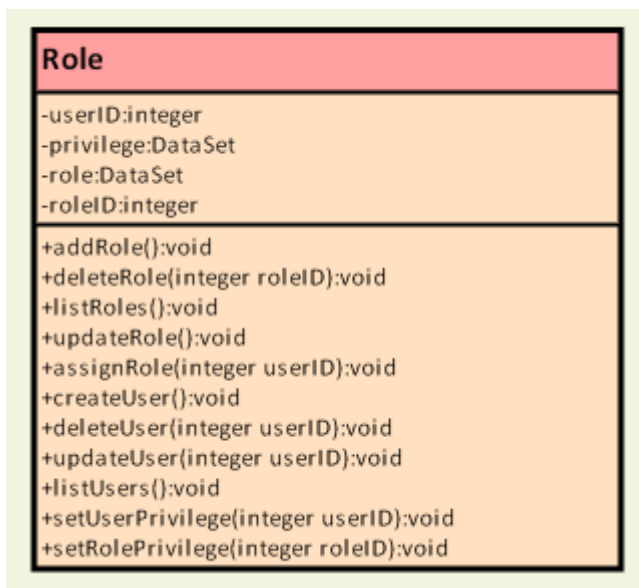 Role
-userID:integer
-privilege:DataSet
-role:DataSet
-roleID:integer
+addRole():void
+deleteRole(integer roleID):void
+listRoles():void
+updateRole():void
+assignRole(integer userID):void
+createUser():void
+deleteUser(integer userID):void
+updateUser(integer userID):void
+listUsers():void
+setUserPrivilege(integer userID):void
+setRolePrivilege(integer roleID):void